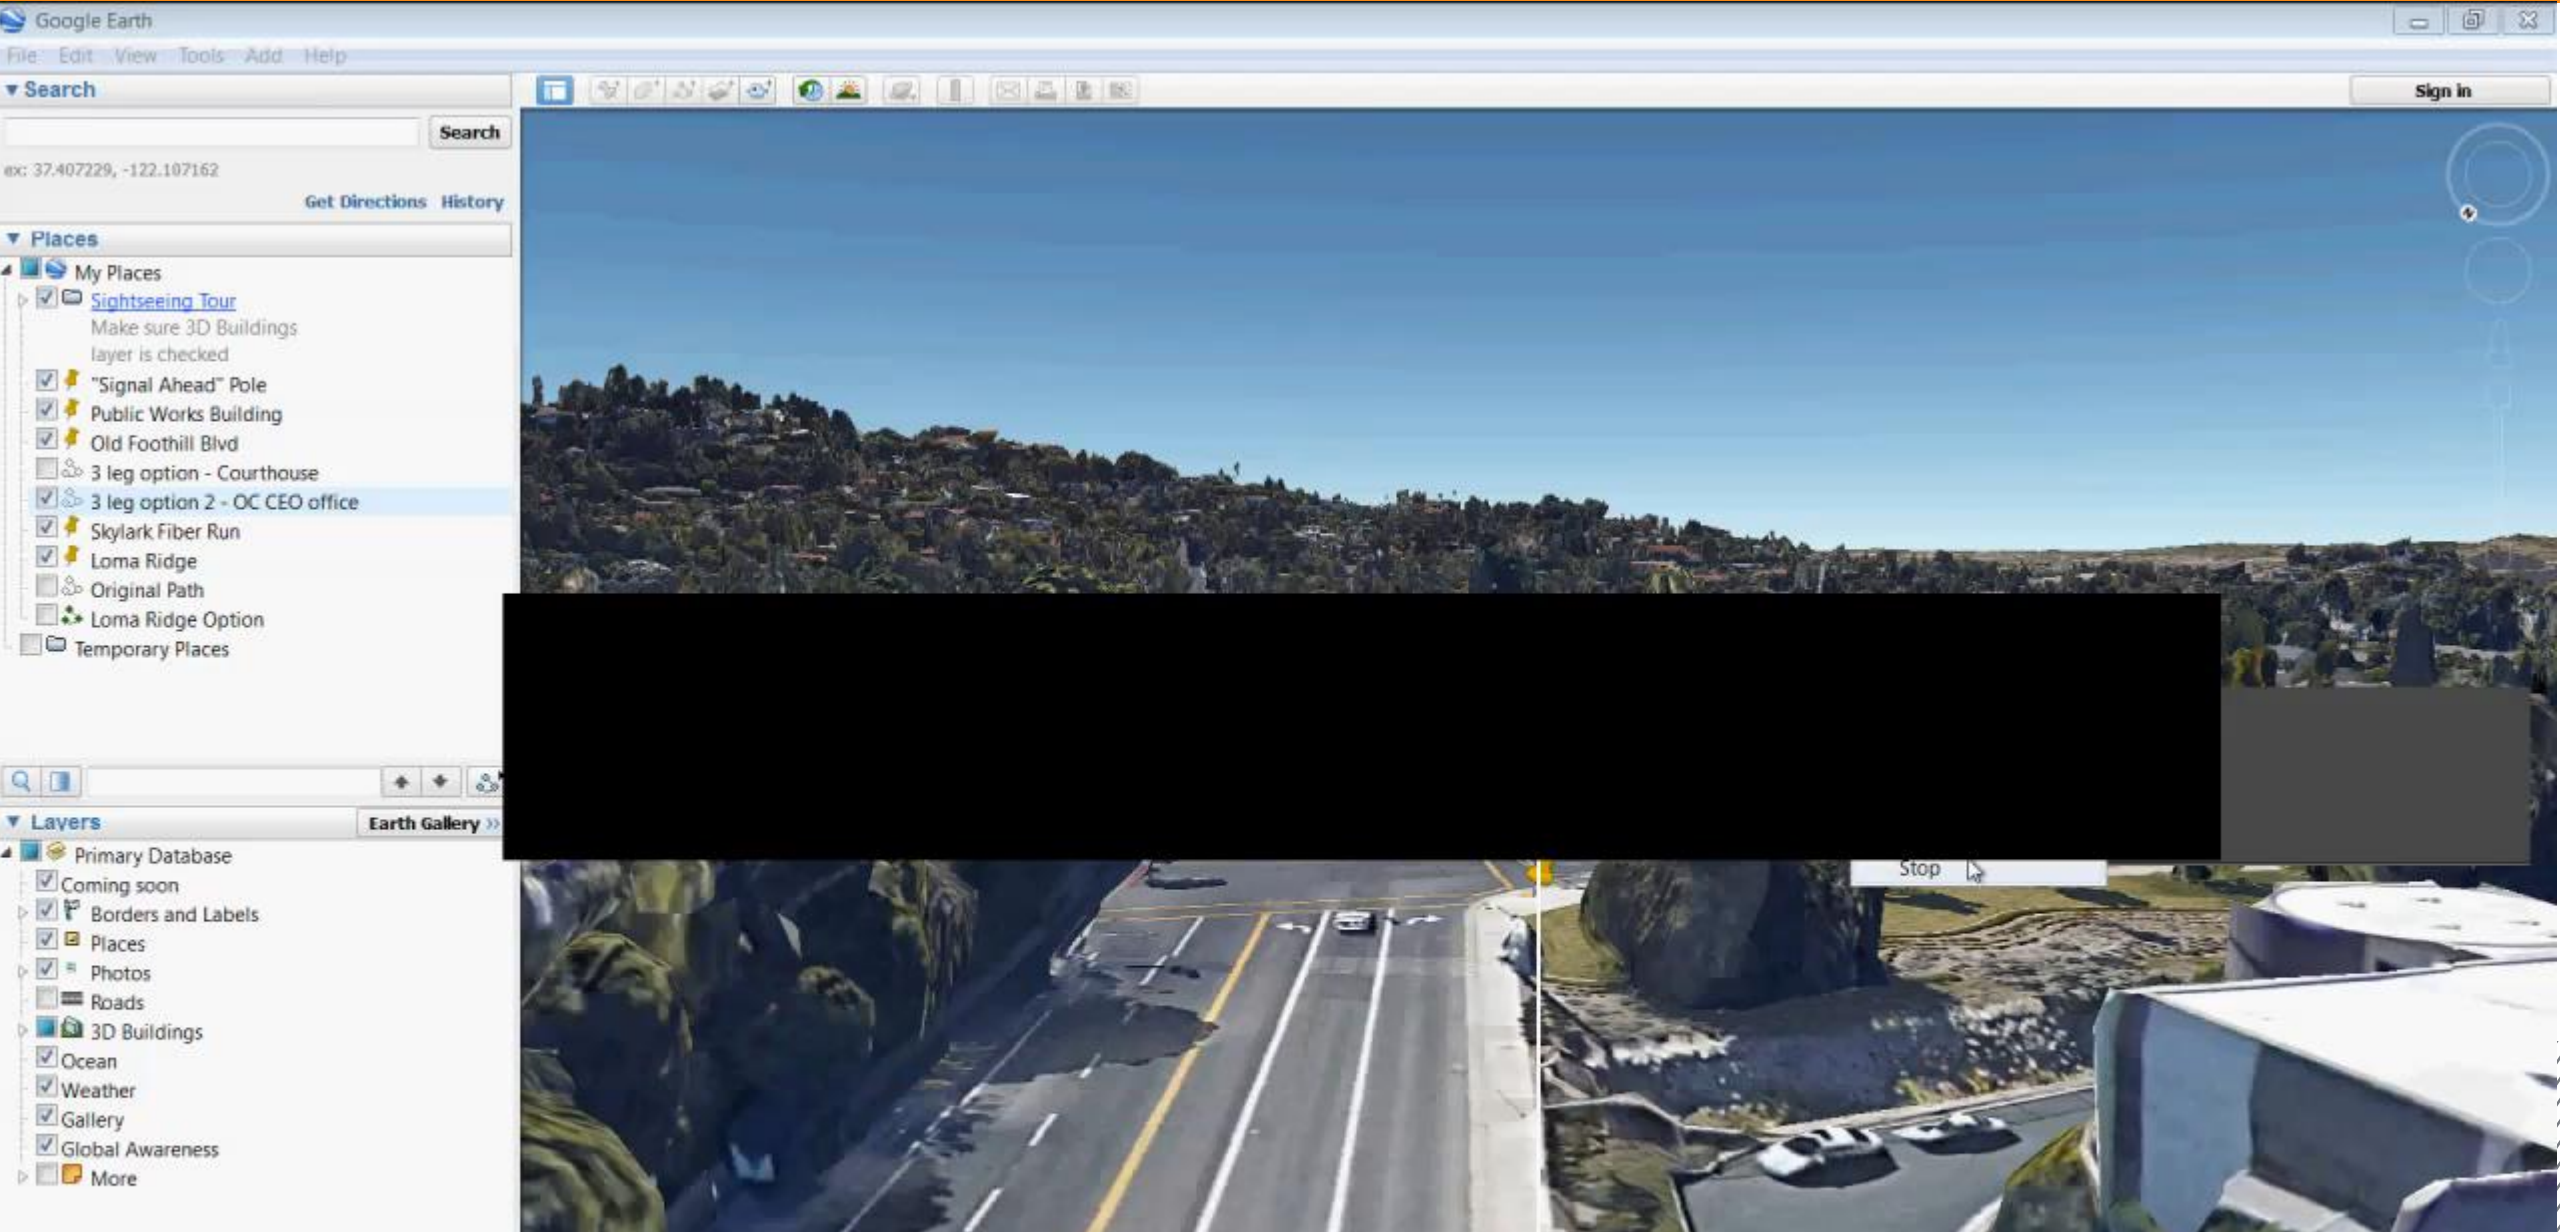 Google Earth
File Edit View Tools Add Help
Search
Sign in
Search
ex: 37.407229, -122.107162
Get Directions History
Places
My Places
Sightseeing Tour
Make sure 3D Buildings
layer is checked
"Signal Ahead" Pole
Public Works Building
Old Foothill Blvd
3 leg option - Courthouse
3 leg option 2 - OC CEO office
Skylark Fiber Run
Loma Ridge
Original Path
Loma Ridge Option
Temporary Places
Layers
Earth Gallery »
Primary Database
Coming soon
Borders and Labels
Places
Photos
Roads
3D Buildings
Ocean
Weather
Gallery
Global Awareness
More
Stop